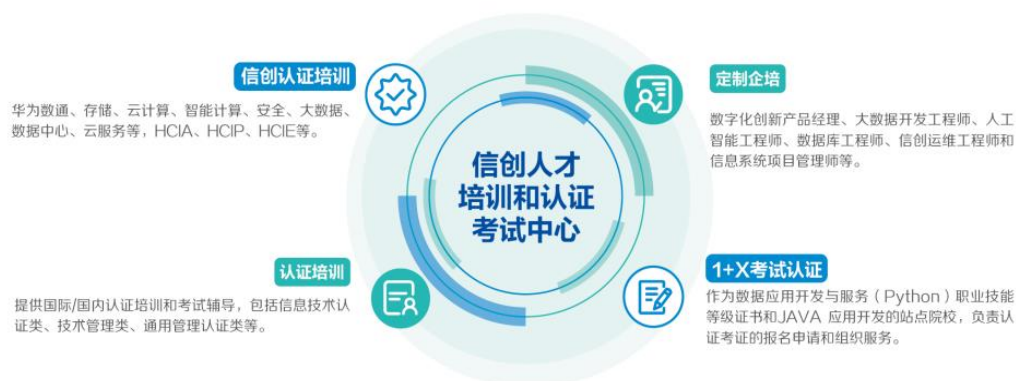 信创认证培训
华为数通、存储、云计算、智能计算、安全、大数据、
数据中心、云服务等，HCIA、HCIP、HCIE等。
定制企培
数字化创新产品经理、大数据开发工程师、人工
智能工程师、数据库工程师、信创运维工程师和
信息系统项目管理师等。
信创人才
培训和认证
考试中心
认证培训
提供国际/国内认证培训和考试辅导，包括信息技术认
证类、技术管理类、通用管理认证类等。
1+X考试认证
作为数据应用开发与服务（Python）职业技能
等级证书和JAVA 应用开发的站点院校，负责认
证考证的报名申请和组织服务。